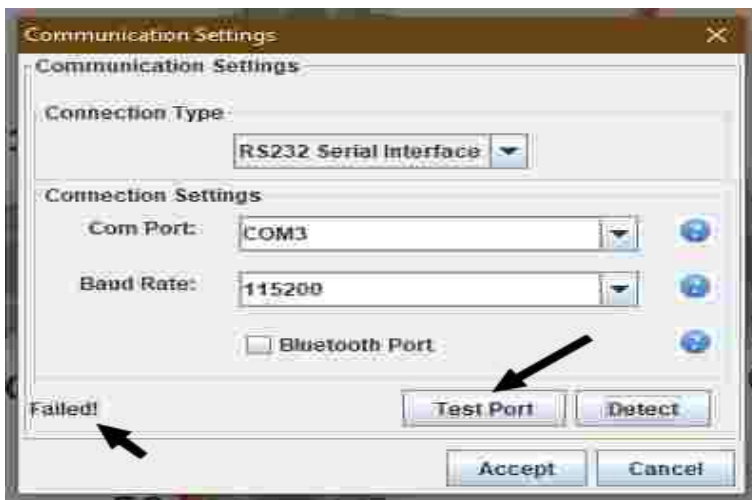 Communication Settings
Communication Settings
Connection Type
RS232 Serial Interface
Connection Settings
Com Port: COM3
Baud Rate: 115200
Bluetooth Port
Failed! Test Port Detect
Accept Cancel